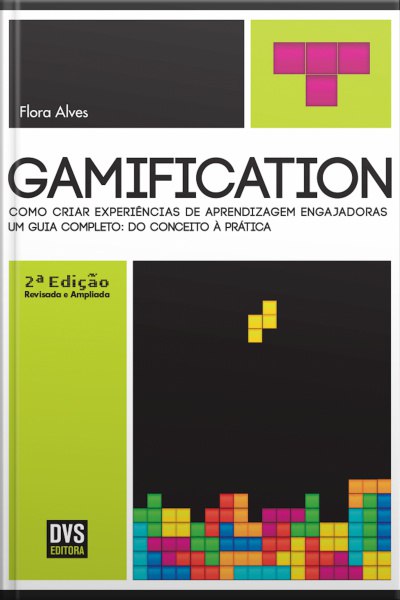 Flora Alves
GAMIFICATION
COMO CRIAR EXPERIÊNCIAS DE APRENDIZAGEM ENGAJADORAS
UM GUIA COMPLETO: DO CONCEITO À PRÁTICA
2ª Edição
Revisada e Ampliada
DVS
EDITORA